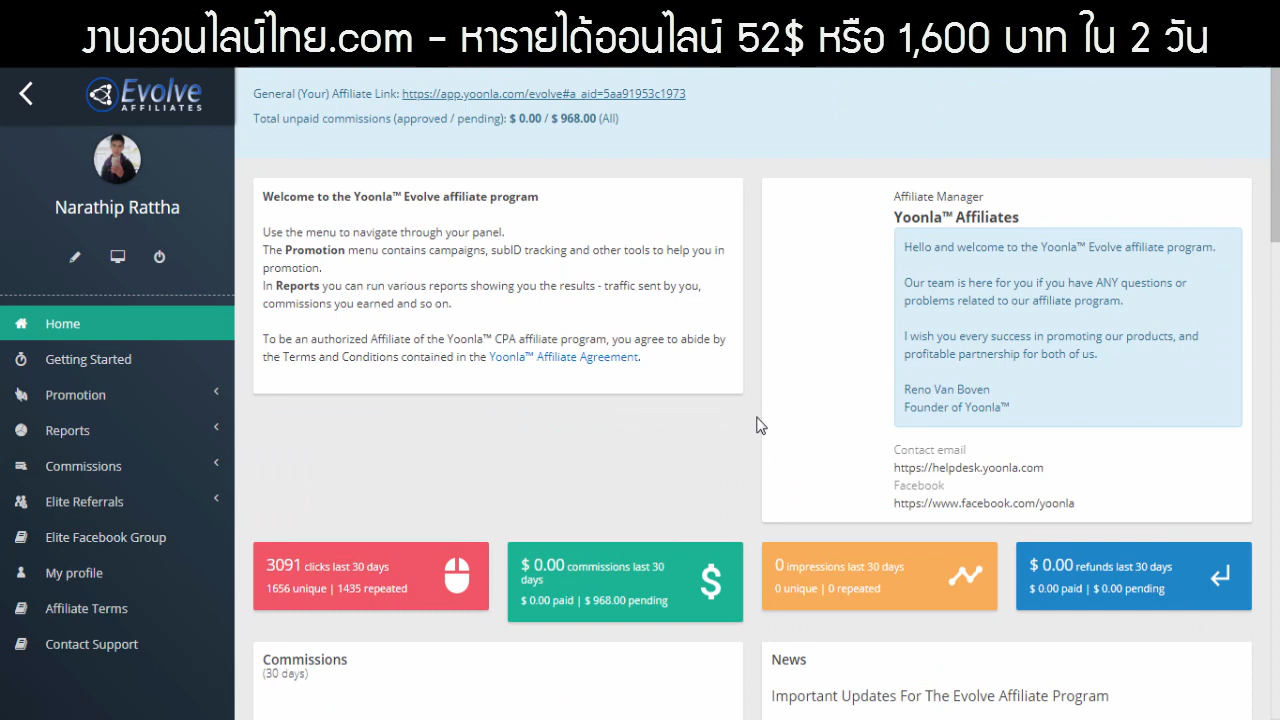 งานออนไลน์ไทย.com - หารายได้ออนไลน์ 52$ หรือ 1,600 บาท ใน 2 วัน
Evolve
AFFILIATES
Narathip Rattha
Home
Getting Started
Promotion
Reports
Commissions
Elite Referrals
Elite Facebook Group
My profile
Affiliate Terms
Contact Support
General (Your) Affiliate Link: https://app.yoonla.com/evolve#a_aid=5aa91953c1973
Total unpaid commissions (approved / pending): $ 0.00 / $ 968.00 (All)
Welcome to the Yoonla™ Evolve affiliate program
Use the menu to navigate through your panel.
The Promotion menu contains campaigns, subID tracking and other tools to help you in
promotion.
In Reports you can run various reports showing you the results - traffic sent by you,
commissions you earned and so on.
To be an authorized Affiliate of the Yoonla™ CPA affiliate program, you agree to abide by
the Terms and Conditions contained in the Yoonla™ Affiliate Agreement.
Affiliate Manager
Yoonla™ Affiliates
Hello and welcome to the Yoonla™ Evolve affiliate program.
Our team is here for you if you have ANY questions or
problems related to our affiliate program.
I wish you every success in promoting our products, and
profitable partnership for both of us.
Reno Van Boven
Founder of Yoonla™
Contact email
https://helpdesk.yoonla.com
Facebook
https://www.facebook.com/yoonla
3091 clicks last 30 days
1656 unique | 1435 repeated
$ 0.00 commissions last 30
days
$ 0.00 paid | $ 968.00 pending
0 impressions last 30 days
0 unique | 0 repeated
$ 0.00 refunds last 30 days
$ 0.00 paid | $ 0.00 pending
Commissions
(30 days)
News
Important Updates For The Evolve Affiliate Program